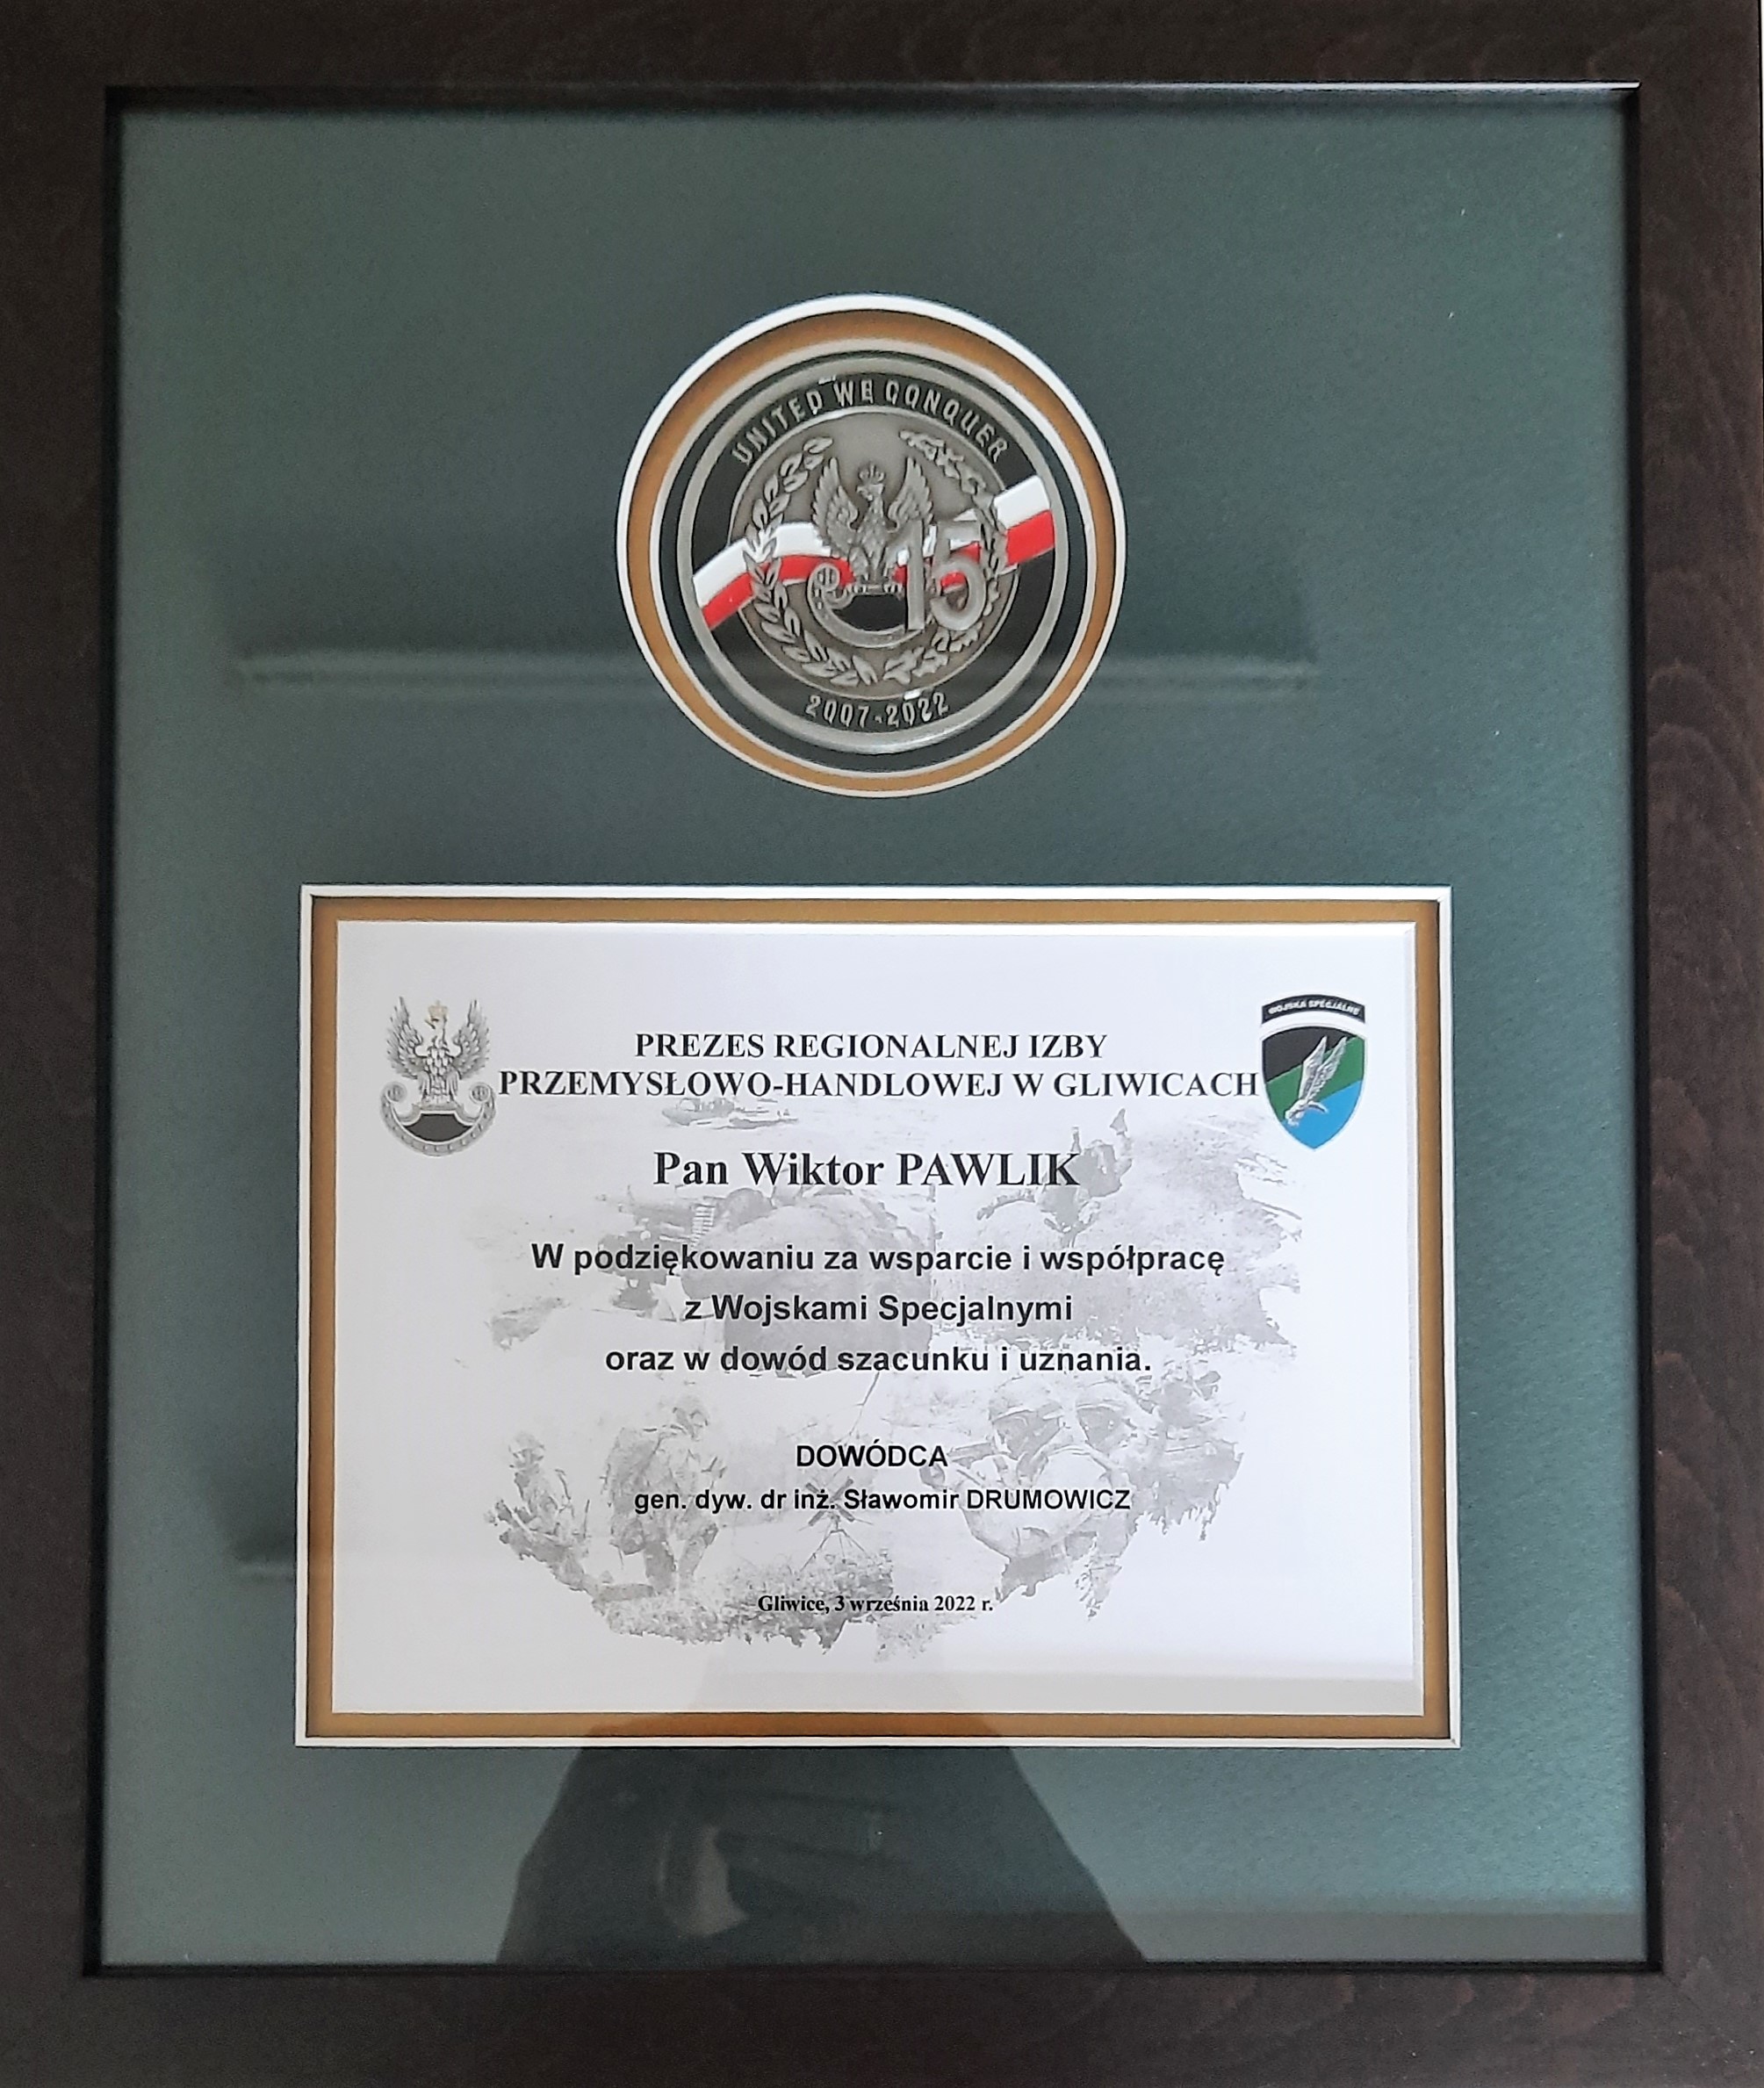 UNITED WE CONQUER
15
2007-2022
WOJSKA SPECJALNE
PREZES REGIONALNEJ IZBY
PRZEMYSŁOWO-HANDLOWEJ W GLIWICACH
Pan Wiktor PAWLIK
W podziękowaniu za wsparcie i współpracę
z Wojskami Specjalnymi
oraz w dowód szacunku i uznania.
DOWÓDCA
gen. dyw. dr inż. Sławomir DRUMOWICZ
Gliwice, 3 września 2022 r.